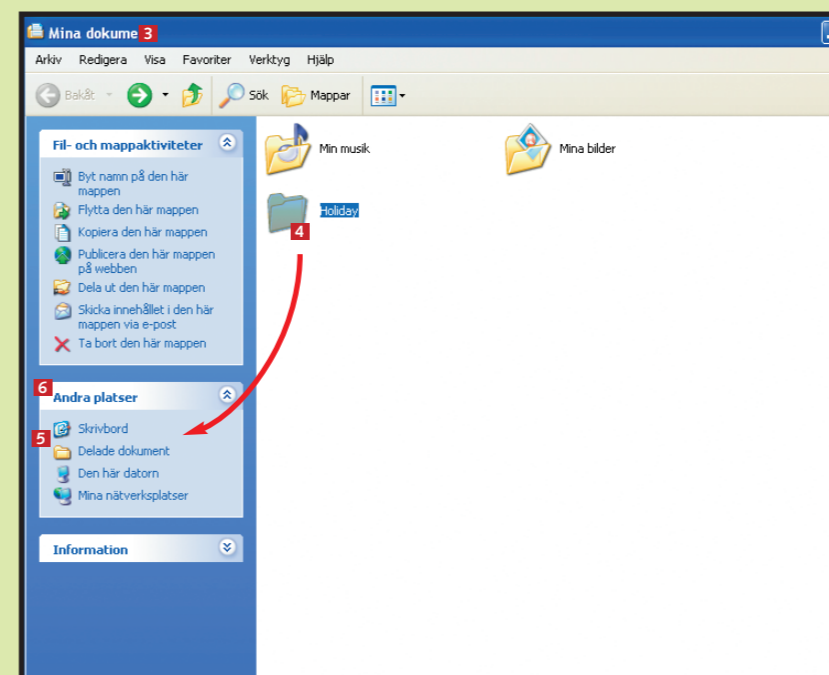 Mina dokume 3
Arkiv Redigera Visa Favoriter Verktyg Hjälp
Bakåt Sök Mappar
Fil- och mappaktiviteter
Byt namn på den här
mappen
Flytta den här mappen
Kopiera den här mappen
Publicera den här mappen
på webben
Dela ut den här mappen
Skicka innehållet i den här
mappen via e-post
Ta bort den här mappen
6
Andra platser
Skrivbord
5
Delade dokument
Den här datorn
Mina nätverksplatser
Information
Min musik
Mina bilder
Holiday
4